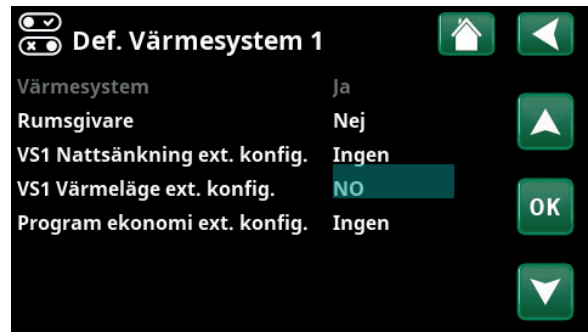 Def. Värmesystem 1
Värmesystem Ja
Rumsgivare Nej
VS1 Nattsänkning ext. konfig. Ingen
VS1 Värmeläge ext. konfig. NO
OK
Program ekonomi ext. konfig. Ingen